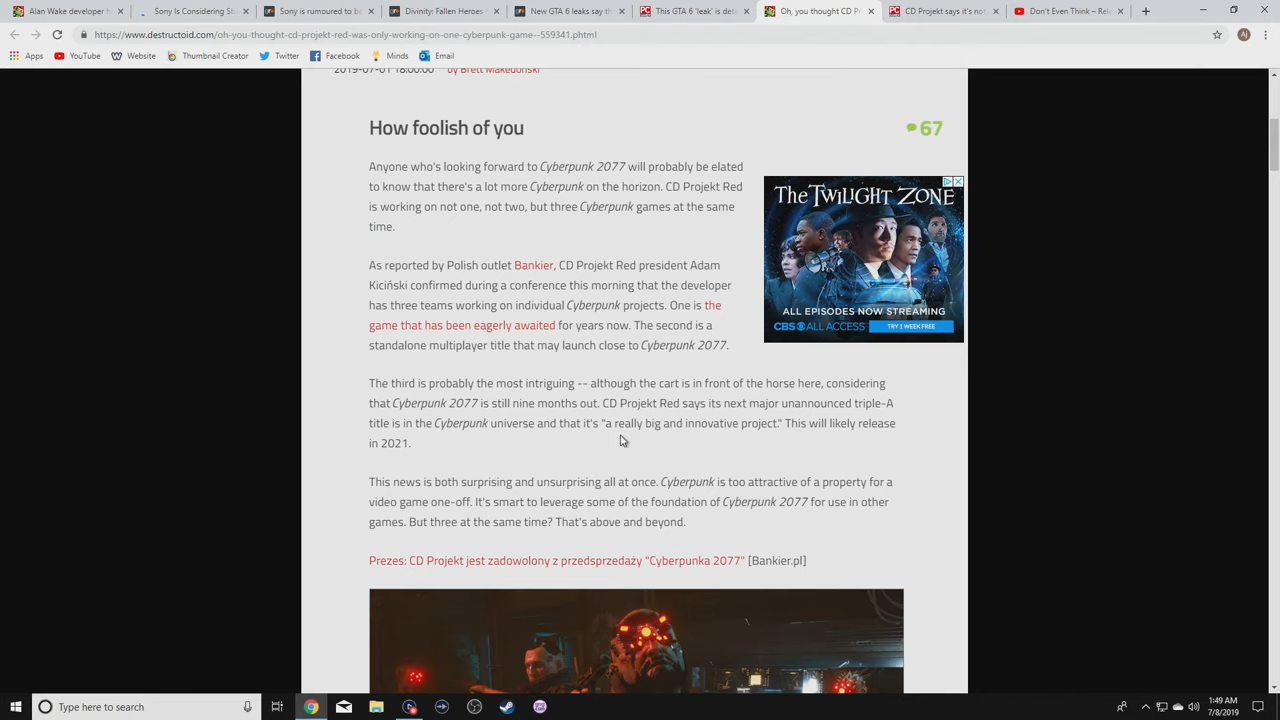 Alan Wake developer h
Sony Is Considering Sta
Sony is rumoured to be
Divinity: Fallen Heroes
New GTA 6 leaks say th
This GTA 6 'leak' is det
Oh, you thought CD Pr
CD Projekt says it's not
Don't Even Think – Rel
https://www.destructoid.com/oh-you-thought-cd-projekt-red-was-only-working-on-one-cyberpunk-game--559341.phtml
Aj
Apps YouTube Website Thumbnail Creator Twitter Facebook Minds Email
2019-07-01 18:00:00 by Brett Makedonski
How foolish of you
67
Anyone who's looking forward to Cyberpunk 2077 will probably be elated
to know that there's a lot more Cyberpunk on the horizon. CD Projekt Red
is working on not one, not two, but three Cyberpunk games at the same
time.
As reported by Polish outlet Bankier, CD Projekt Red president Adam
Kiciński confirmed during a conference this morning that the developer
has three teams working on individual Cyberpunk projects. One is the
game that has been eagerly awaited for years now. The second is a
standalone multiplayer title that may launch close to Cyberpunk 2077.
THE TWILIGHT ZONE
ALL EPISODES NOW STREAMING
CBS ALL ACCESS TRY 1 WEEK FREE
The third is probably the most intriguing -- although the cart is in front of the horse here, considering
that Cyberpunk 2077 is still nine months out. CD Projekt Red says its next major unannounced triple-A
title is in the Cyberpunk universe and that it's "a really big and innovative project." This will likely release
in 2021.
This news is both surprising and unsurprising all at once. Cyberpunk is too attractive of a property for a
video game one-off. It's smart to leverage some of the foundation of Cyberpunk 2077 for use in other
games. But three at the same time? That's above and beyond.
Prezes: CD Projekt jest zadowolony z przedsprzedaży "Cyberpunka 2077" [Bankier.pl]
Type here to search
1:49 AM
7/8/2019